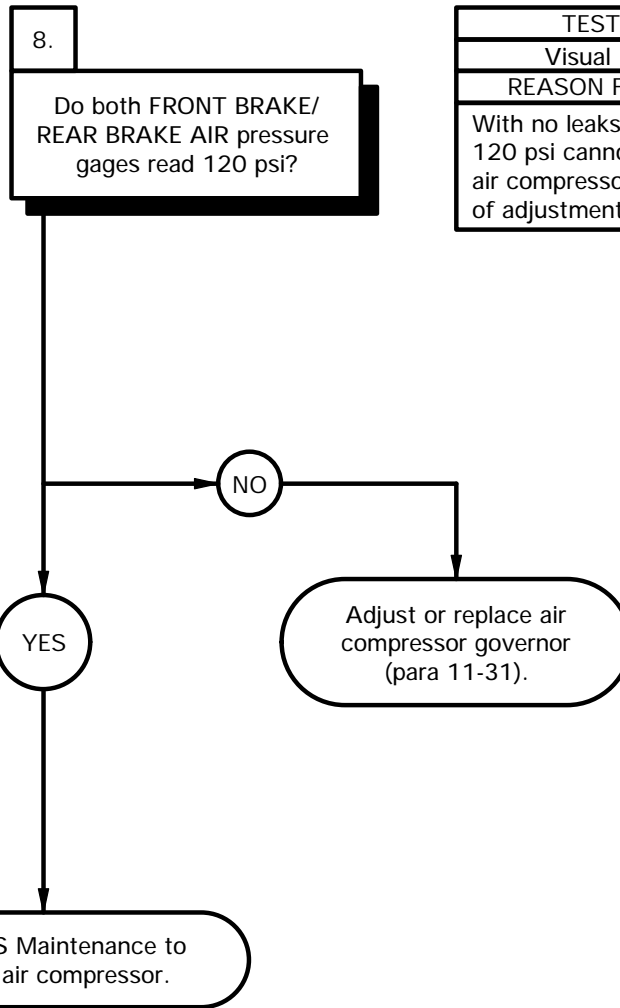 8.
Do both FRONT BRAKE/
REAR BRAKE AIR pressure
gages read 120 psi?
TEST
Visual
REASON
With no leaks
120 psi
air
of adjustment
NO
YES
Adjust or replace air
compressor governor
(para 11-31).
Maintenance to
air compressor.